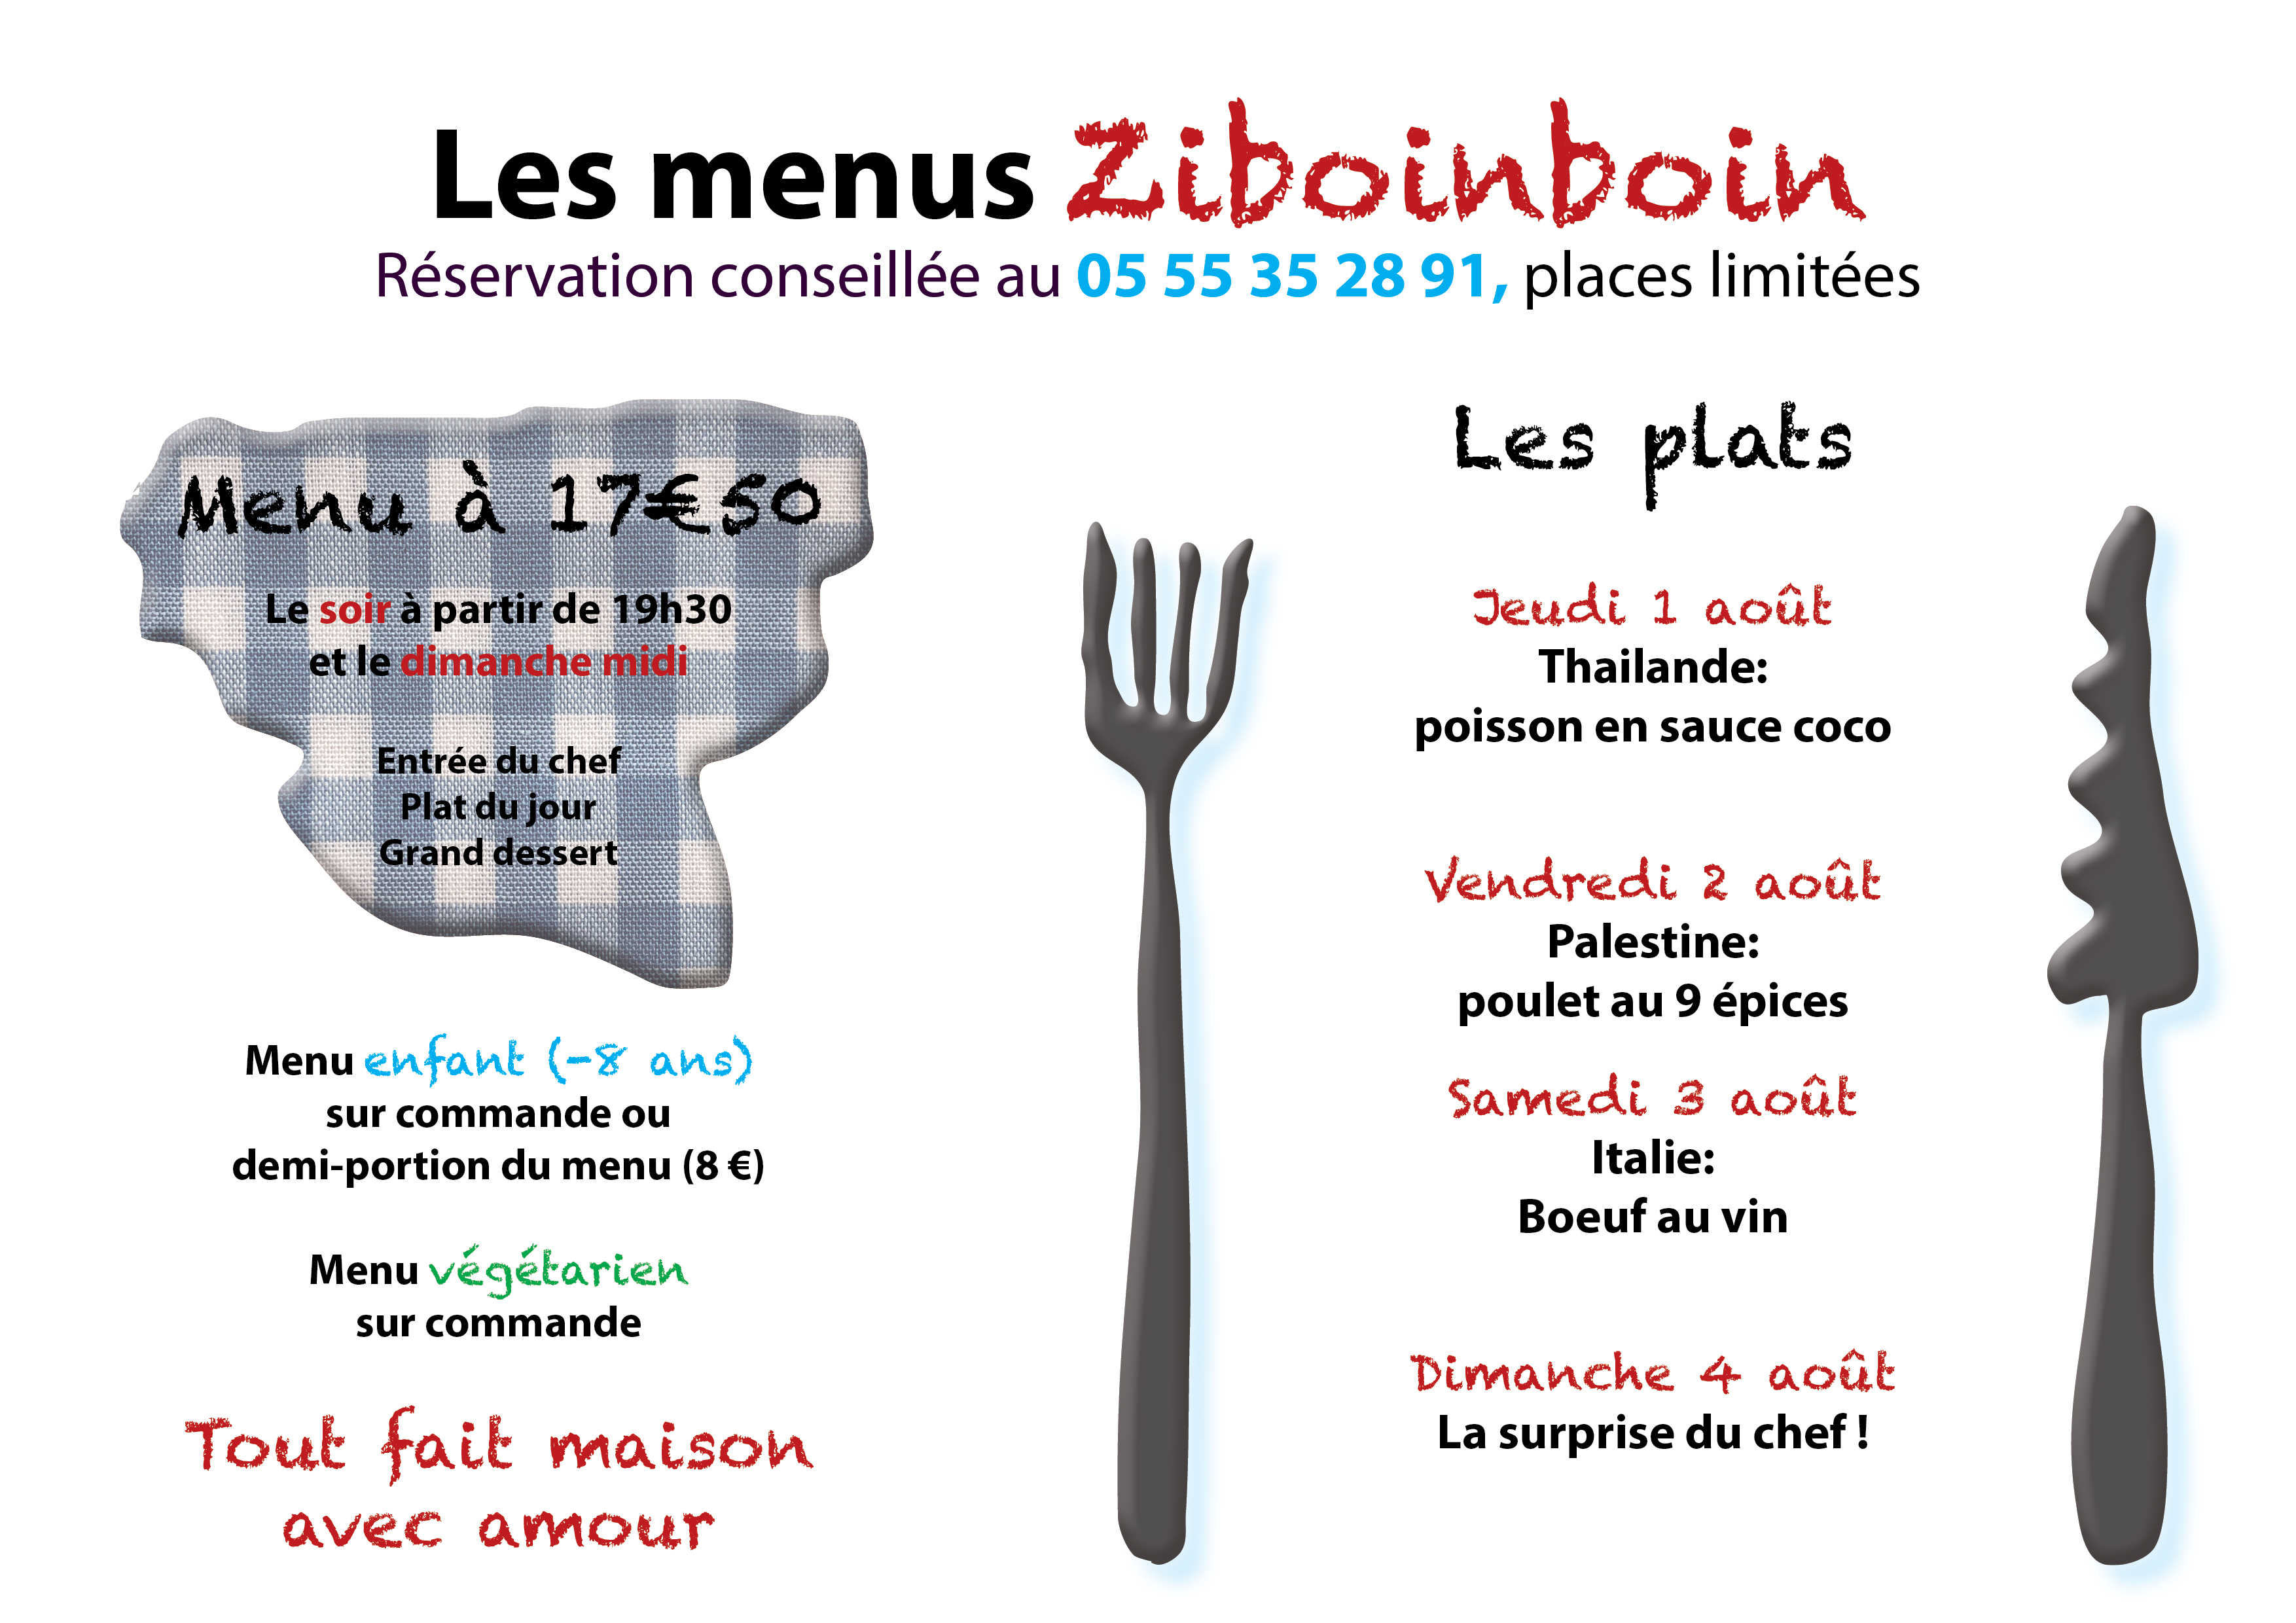 Les menus Ziboinboin
Réservation conseillée au 05 55 35 28 91, places limitées
Menu à 17€50
Le soir à partir de 19h30
et le dimanche midi
Entrée du chef
Plat du jour
Grand dessert
Menu enfant (-8 ans)
sur commande ou
demi-portion du menu (8 €)
Menu végétarien
sur commande
Tout fait maison
avec amour
Les plats
Jeudi 1 août
Thailande:
poisson en sauce coco
Vendredi 2 août
Palestine:
poulet au 9 épices
Samedi 3 août
Italie:
Boeuf au vin
Dimanche 4 août
La surprise du chef !